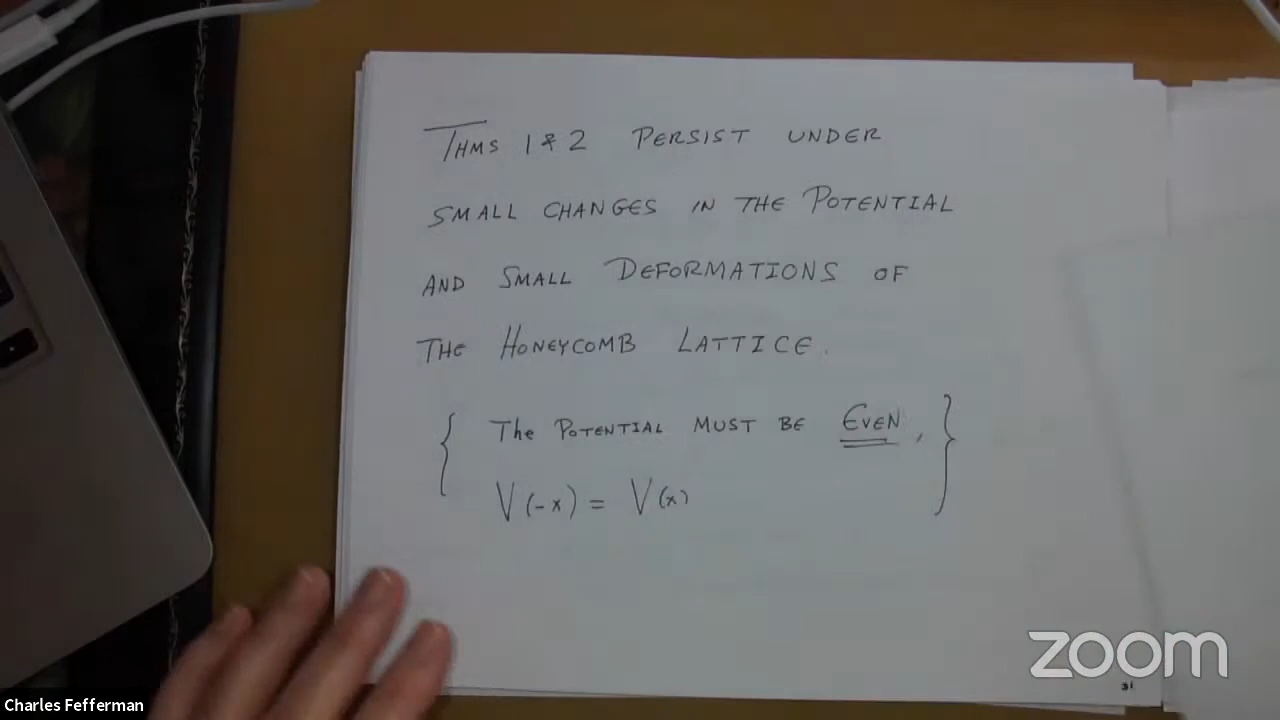 THMS 1 & 2 PERSIST UNDER
SMALL CHANGES IN THE POTENTIAL
AND SMALL DEFORMATIONS OF
THE HONEYCOMB LATTICE.
{ The POTENTIAL MUST BE EVEN, }
V(-x) = V(x)
zoom
31
Charles Fefferman